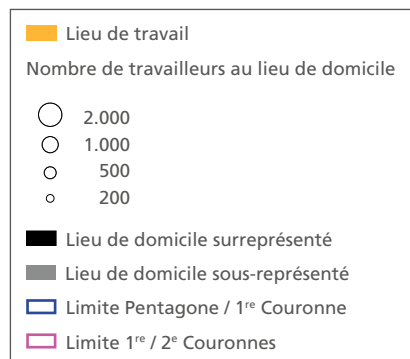 Lieu de travail
Nombre de travailleurs au lieu de domicile
2.000
1.000
500
200
Lieu de domicile surreprésenté
Lieu de domicile sous-représenté
Limite Pentagone / 1re Couronne
Limite 1re / 2e Couronnes